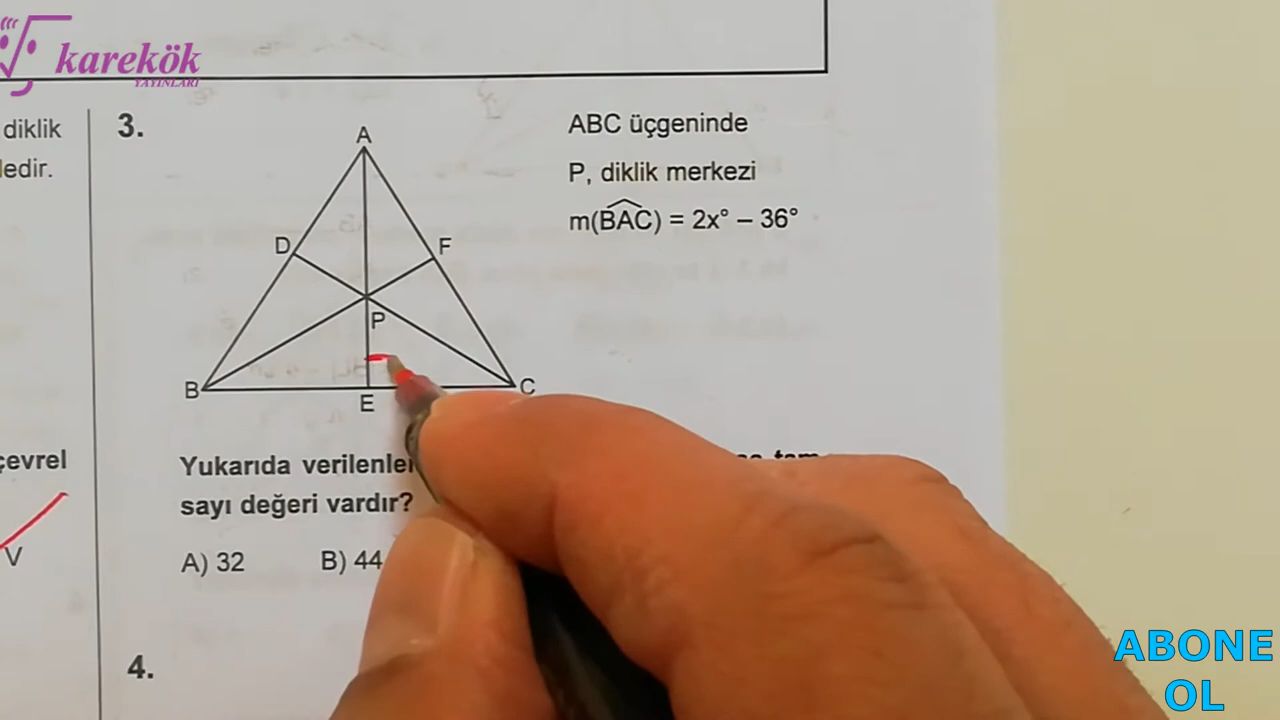 karekök
YAYINLARI
diklik
ledir.
çevrel
V
3.
A
D
F
P
B
E
C
ABC üçgeninde
P, diklik merkezi
m(BAC) = 2x° – 36°
Yukarıda verilenler
sayı değeri vardır?
A) 32 B) 44
4.
ABONE
OL